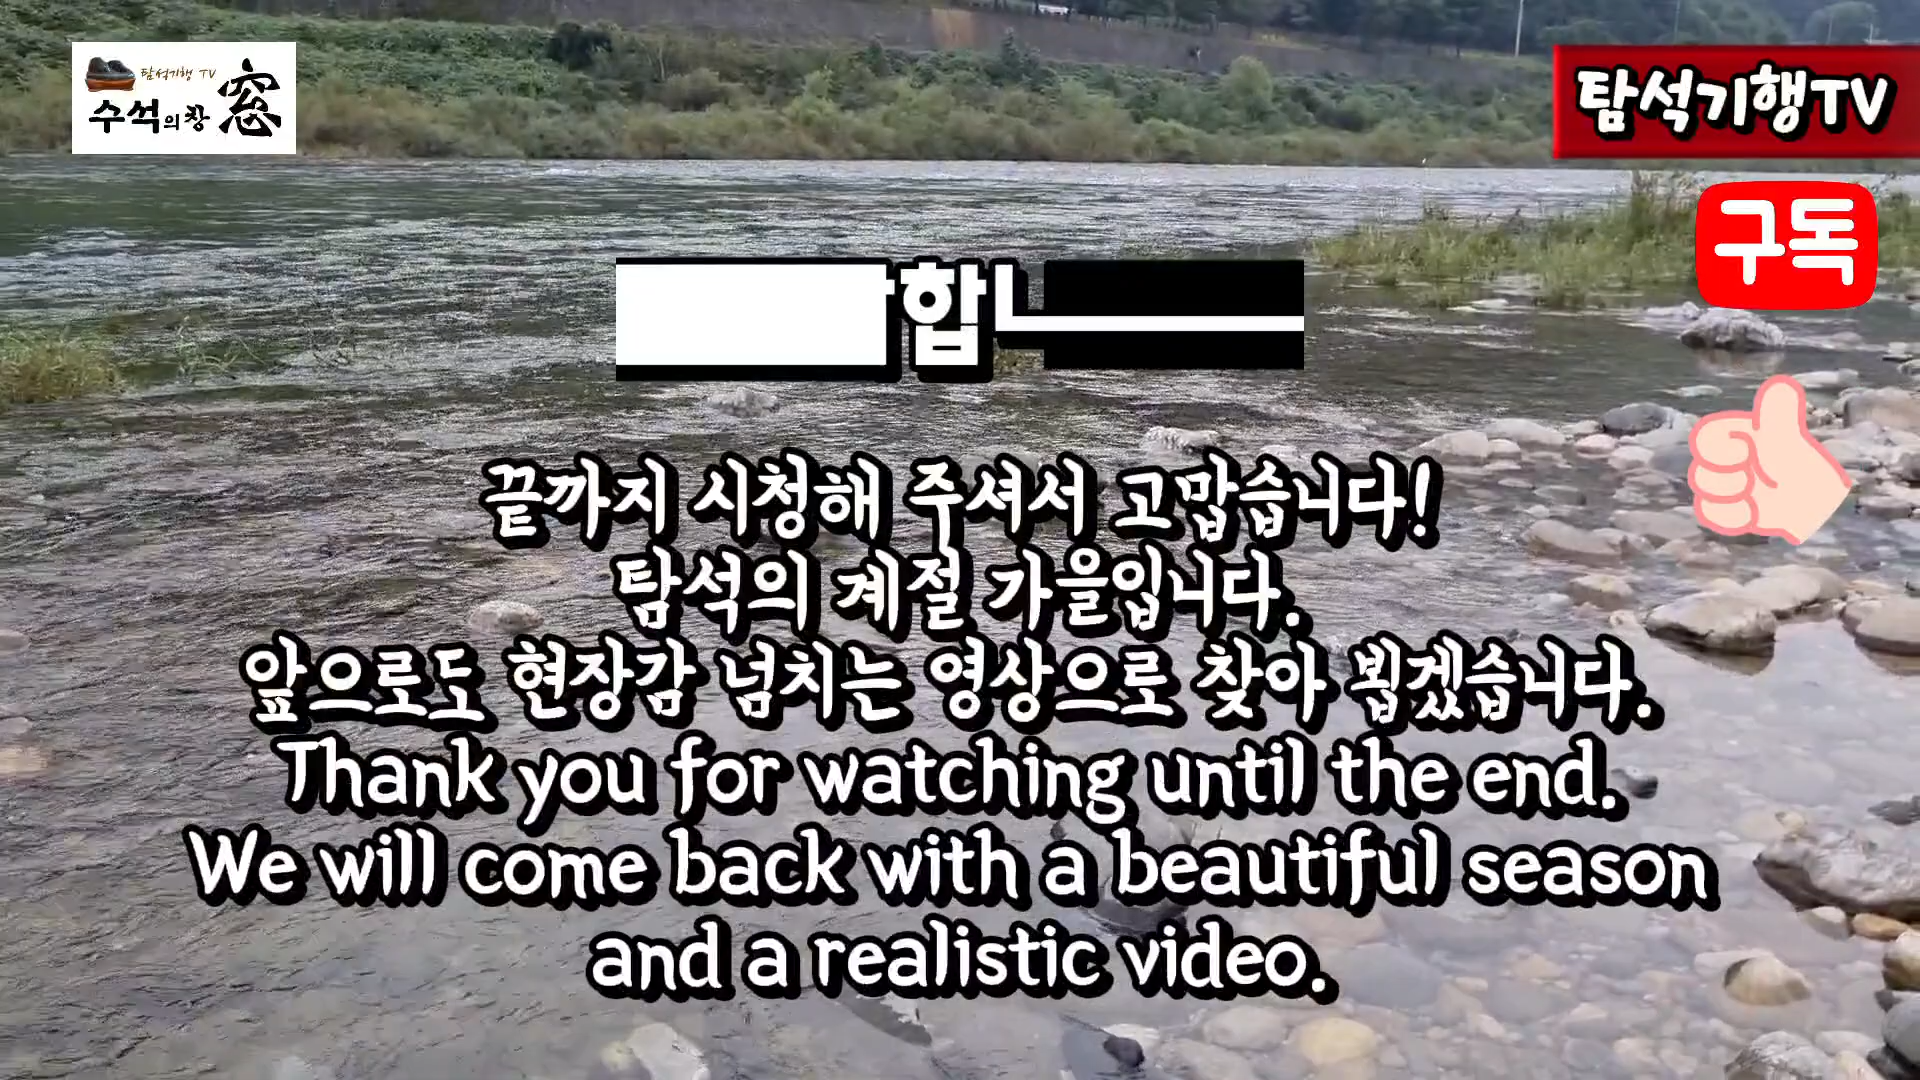 탐석기행 TV
수석의창 窓
탐석기행TV
구독
합
끝까지 시청해 주셔서 고맙습니다!
탐석의 계절 가을입니다.
앞으로도 현장감 넘치는 영상으로 찾아 뵙겠습니다.
Thank you for watching until the end.
We will come back with a beautiful season
and a realistic video.